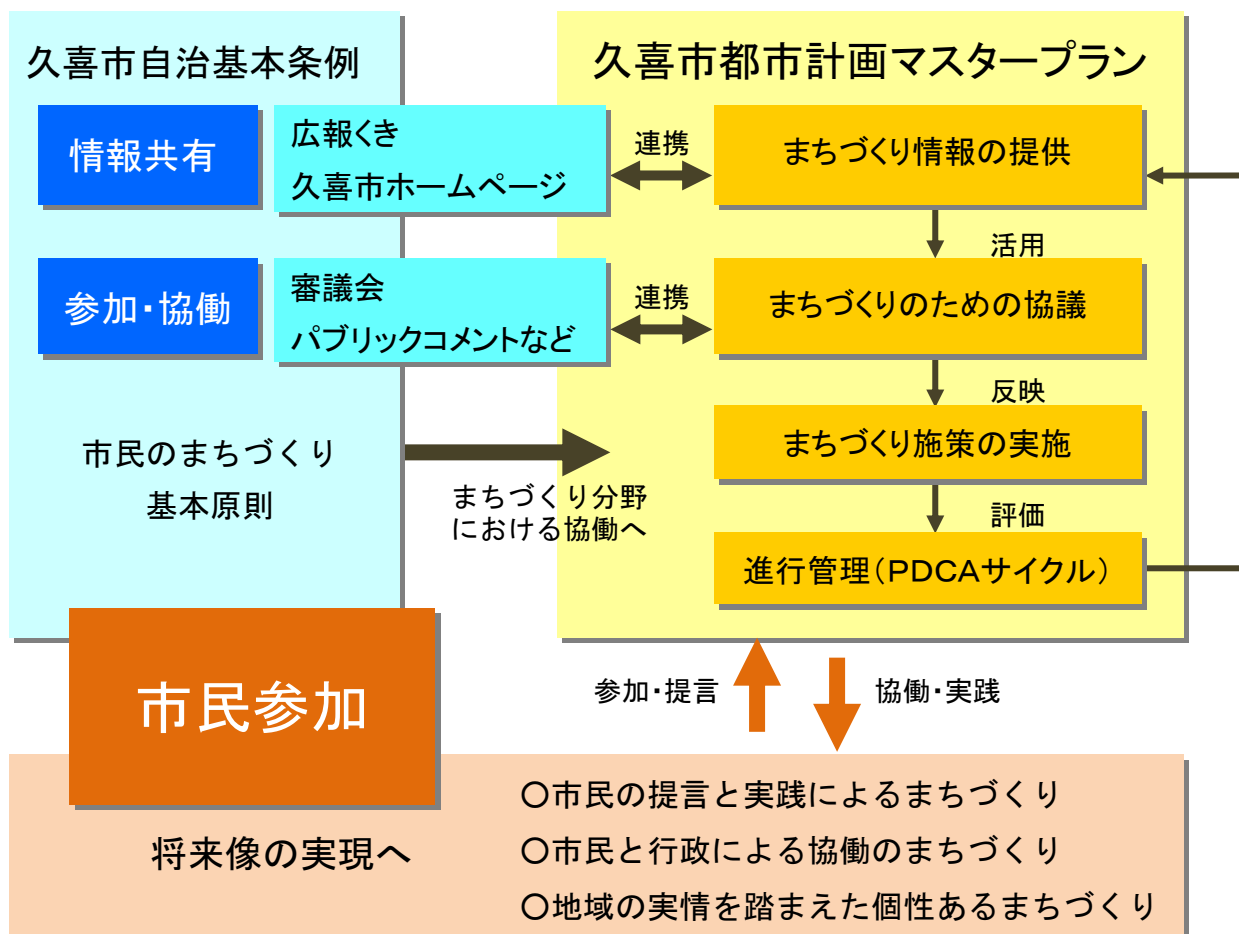 久喜市自治基本条例
情報共有
広報くき
久喜市ホームページ
参加・協働
審議会
パブリックコメントなど
市民のまちづくり
基本原則
連携
連携
まちづくり分野
における協働へ
久喜市都市計画マスタープラン
まちづくり情報の提供
活用
まちづくりのための協議
反映
まちづくり施策の実施
評価
進行管理(PDCAサイクル)
市民参加
参加・提言
協働・実践
将来像の実現へ
○市民の提言と実践によるまちづくり
○市民と行政による協働のまちづくり
○地域の実情を踏まえた個性あるまちづくり